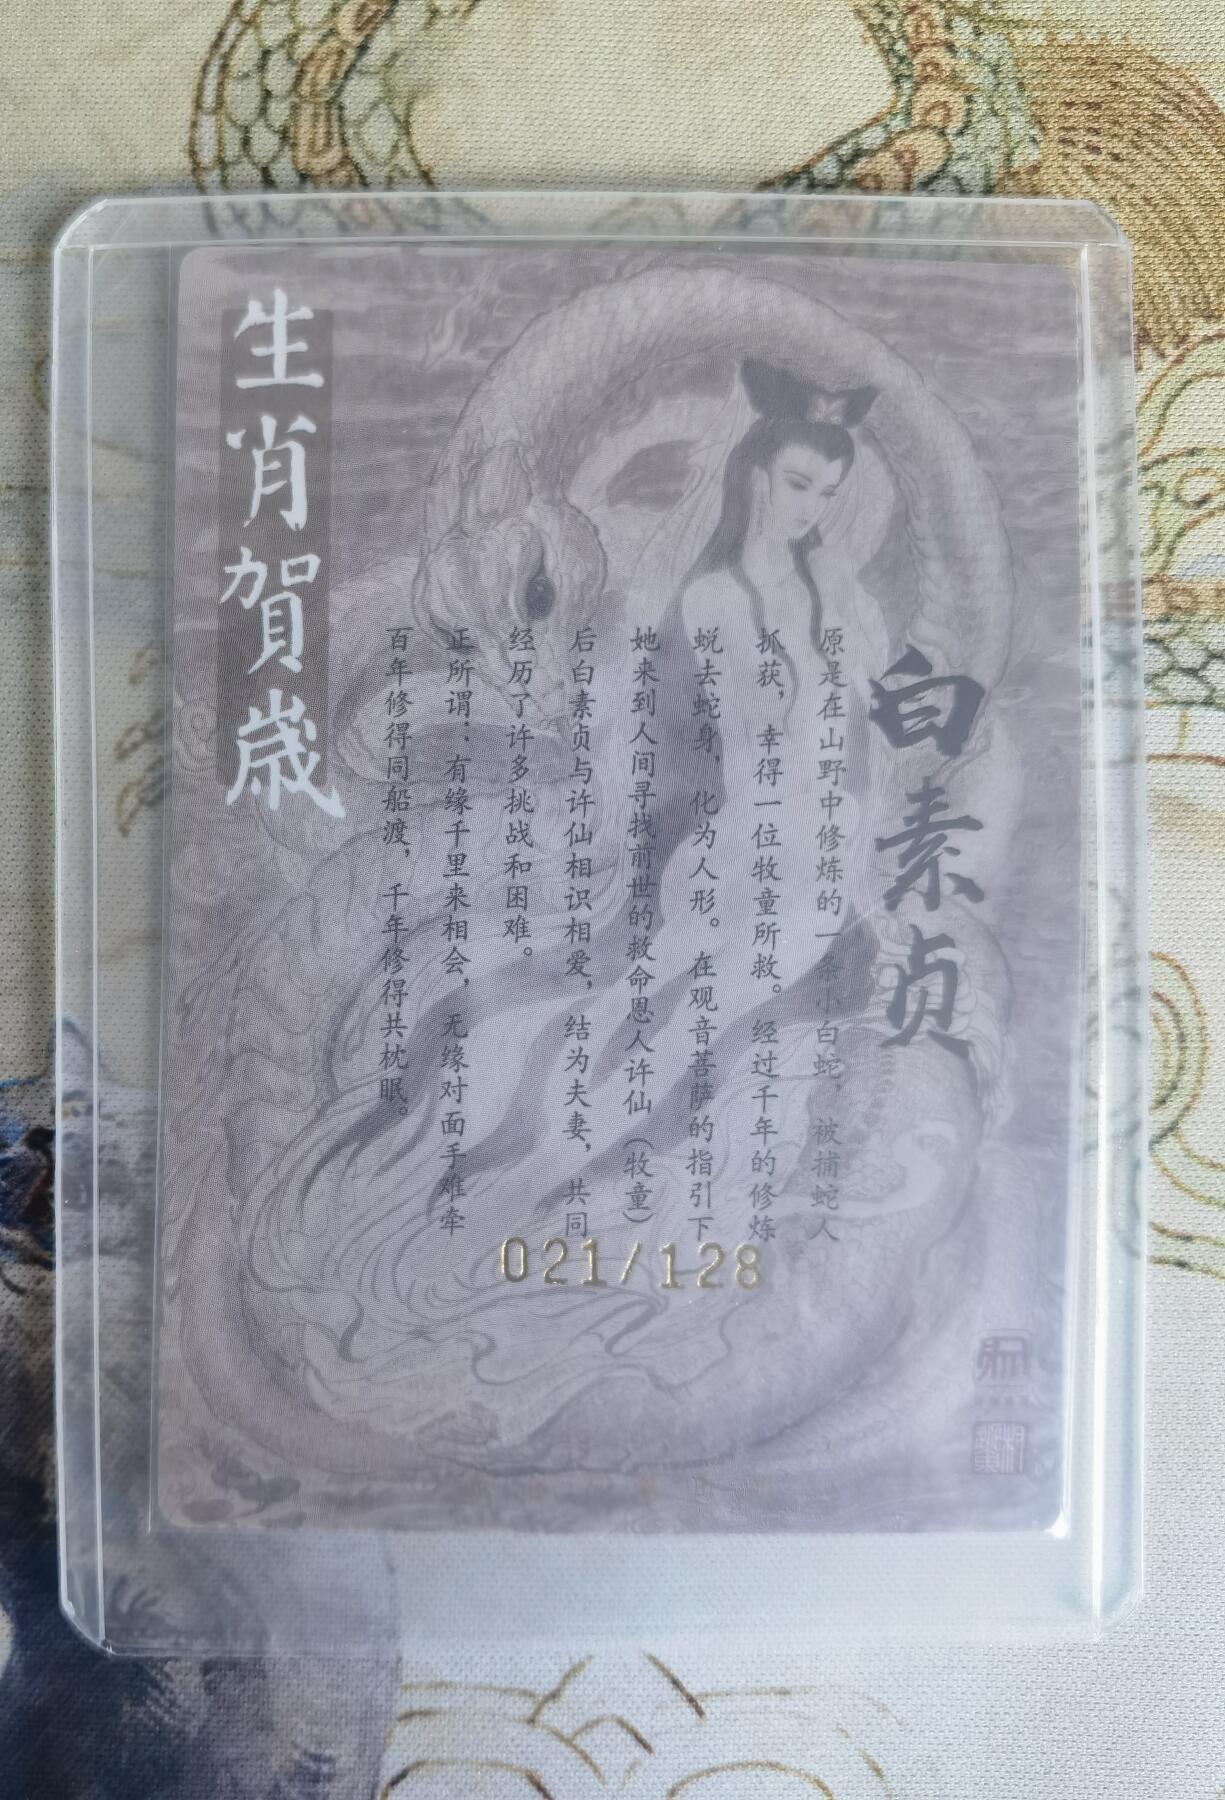 生肖賀歲
白素贞
原是在山野中修炼的一条小白蛇，被捕蛇人
抓获，幸得一位牧童所救。经过千年的修炼
蜕去蛇身，化为人形。在观音菩萨的指引下
她来到人间寻找前世的救命恩人许仙（牧童）
后白素贞与许仙相识相爱，结为夫妻，共同
经历了许多挑战和困难。
正所谓：有缘千里来相会，无缘对面手难牵
百年修得同船渡，千年修得共枕眠。
021/128